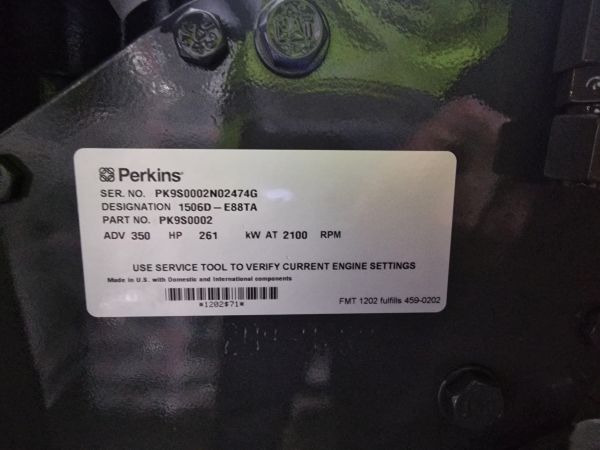 Perkins
SER. NO. PK9S0002N02474G
DESIGNATION 1506D-E88TA
PART NO. PK9S0002
ADV 350 HP 261 kW AT 2100 RPM
USE SERVICE TOOL TO VERIFY CURRENT ENGINE SETTINGS
Made in U.S. with Domestic and International components
FMT 1202 fulfills 459-0202